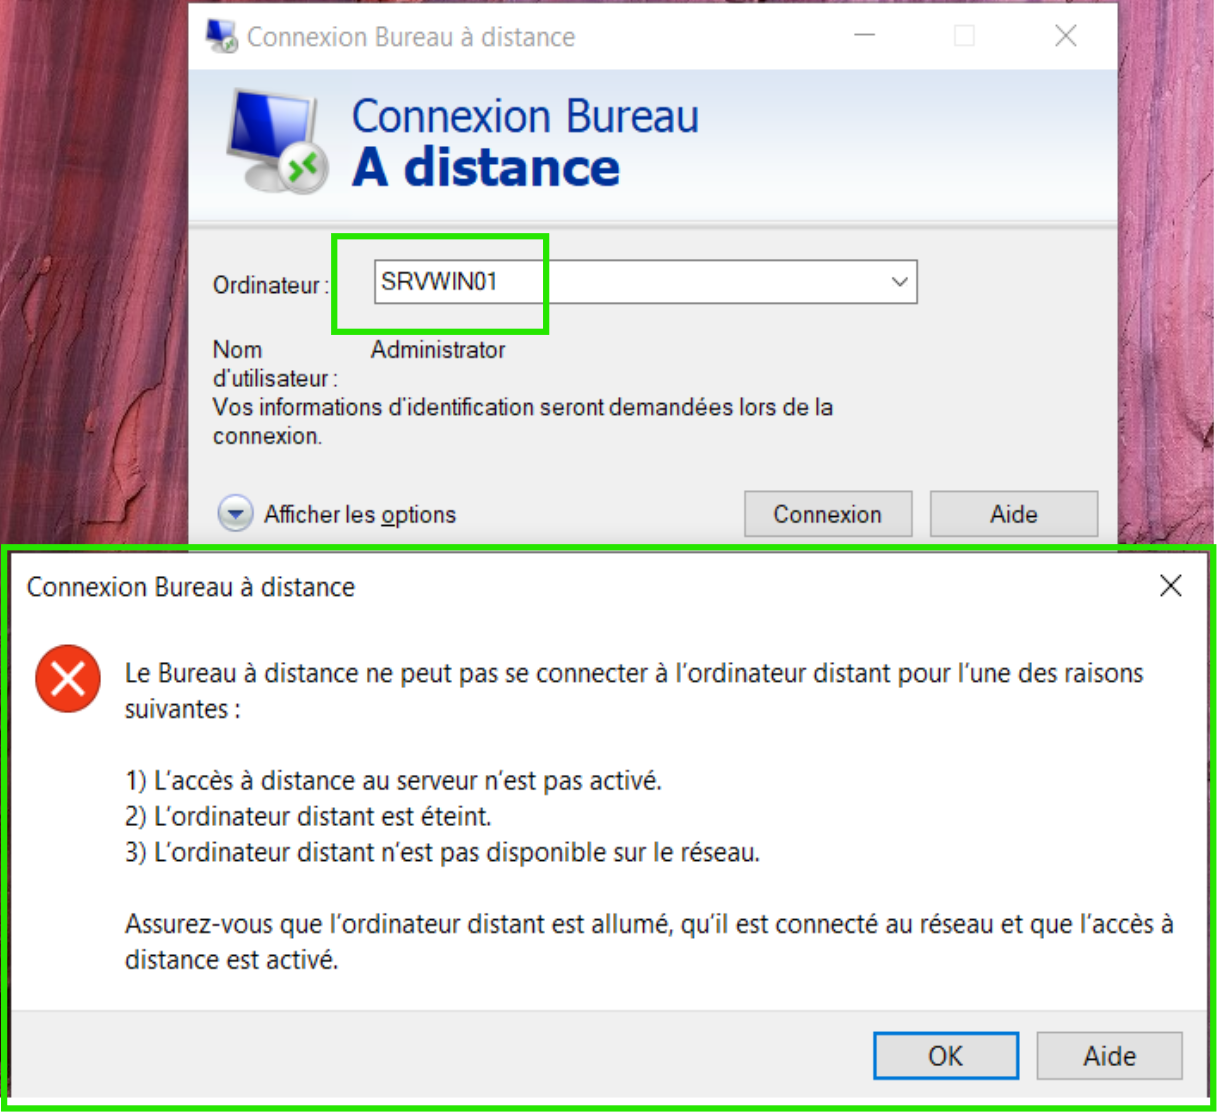 Connexion Bureau à distance
Connexion Bureau
A distance
Ordinateur :
SRVWIN01
Nom d'utilisateur :
Administrator
Vos informations d'identification seront demandées lors de la
connexion.
Afficher les options
Connexion
Aide
Connexion Bureau à distance
Le Bureau à distance ne peut pas se connecter à l'ordinateur distant pour l'une des raisons
suivantes :
1) L'accès à distance au serveur n'est pas activé.
2) L'ordinateur distant est éteint.
3) L'ordinateur distant n'est pas disponible sur le réseau.
Assurez-vous que l'ordinateur distant est allumé, qu'il est connecté au réseau et que l'accès à
distance est activé.
OK
Aide